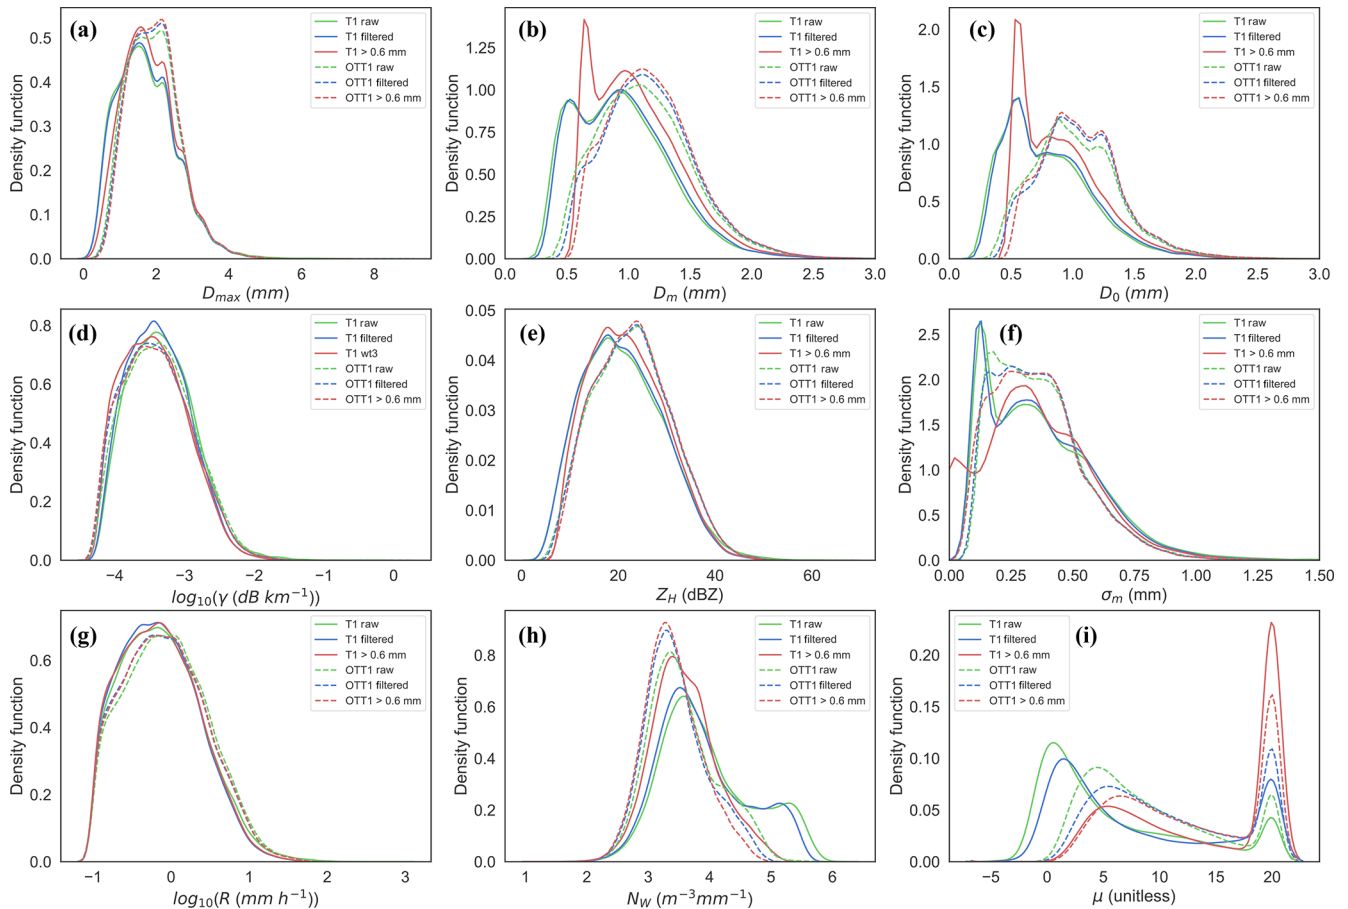 (a)
T1 raw
T1 filtered
T1 > 0.6 mm
OTT1 raw
OTT1 filtered
OTT1 > 0.6 mm
Density function
0.5
0.4
0.3
0.2
0.1
0.0
0 2 4 6 8
D_max (mm)
(b)
T1 raw
T1 filtered
T1 > 0.6 mm
OTT1 raw
OTT1 filtered
OTT1 > 0.6 mm
Density function
1.25
1.00
0.75
0.50
0.25
0.00
0.0 0.5 1.0 1.5 2.0 2.5 3.0
D_m (mm)
(c)
T1 raw
T1 filtered
T1 > 0.6 mm
OTT1 raw
OTT1 filtered
OTT1 > 0.6 mm
Density function
2.0
1.5
1.0
0.5
0.0
0.0 0.5 1.0 1.5 2.0 2.5 3.0
D_0 (mm)
(d)
T1 raw
T1 filtered
T1 wt3
OTT1 raw
OTT1 filtered
OTT1 > 0.6 mm
Density function
0.8
0.6
0.4
0.2
0.0
−4 −3 −2 −1 0
log_10(γ (dB km^−1))
(e)
T1 raw
T1 filtered
T1 > 0.6 mm
OTT1 raw
OTT1 filtered
OTT1 > 0.6 mm
Density function
0.05
0.04
0.03
0.02
0.01
0.00
0 20 40 60
Z_H (dBZ)
(f)
T1 raw
T1 filtered
T1 > 0.6 mm
OTT1 raw
OTT1 filtered
OTT1 > 0.6 mm
Density function
2.5
2.0
1.5
1.0
0.5
0.0
0.00 0.25 0.50 0.75 1.00 1.25 1.50
σ_m (mm)
(g)
T1 raw
T1 filtered
T1 > 0.6 mm
OTT1 raw
OTT1 filtered
OTT1 > 0.6 mm
Density function
0.6
0.4
0.2
0.0
−1 0 1 2 3
log_10(R (mm h^−1))
(h)
T1 raw
T1 filtered
T1 > 0.6 mm
OTT1 raw
OTT1 filtered
OTT1 > 0.6 mm
Density function
0.8
0.6
0.4
0.2
0.0
1 2 3 4 5 6
N_W (m^−3mm^−1)
(i)
T1 raw
T1 filtered
T1 > 0.6 mm
OTT1 raw
OTT1 filtered
OTT1 > 0.6 mm
Density function
0.20
0.15
0.10
0.05
0.00
−5 0 5 10 15 20
μ (unitless)